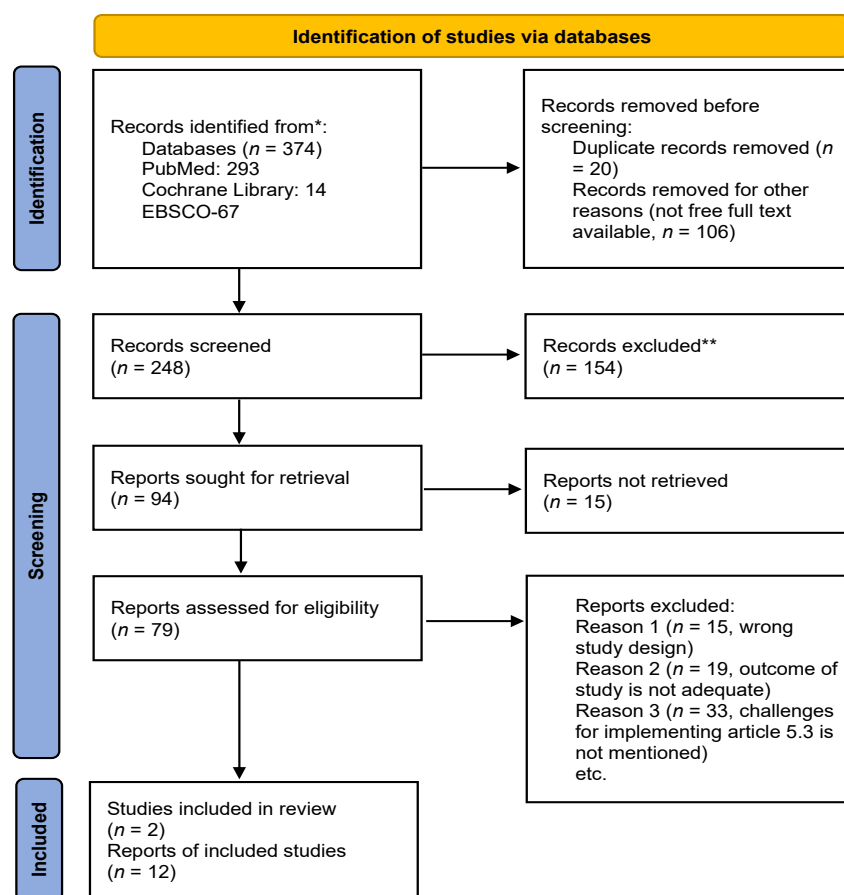 Identification of studies via databases
Identification
Records identified from*:
Databases (n = 374)
PubMed: 293
Cochrane Library: 14
EBSCO-67
Records removed before
screening:
Duplicate records removed (n
= 20)
Records removed for other
reasons (not free full text
available, n = 106)
Screening
Records screened
(n = 248)
Records excluded**
(n = 154)
Reports sought for retrieval
(n = 94)
Reports not retrieved
(n = 15)
Reports assessed for eligibility
(n = 79)
Reports excluded:
Reason 1 (n = 15, wrong
study design)
Reason 2 (n = 19, outcome of
study is not adequate)
Reason 3 (n = 33, challenges
for implementing article 5.3 is
not mentioned)
etc.
Included
Studies included in review
(n = 2)
Reports of included studies
(n = 12)